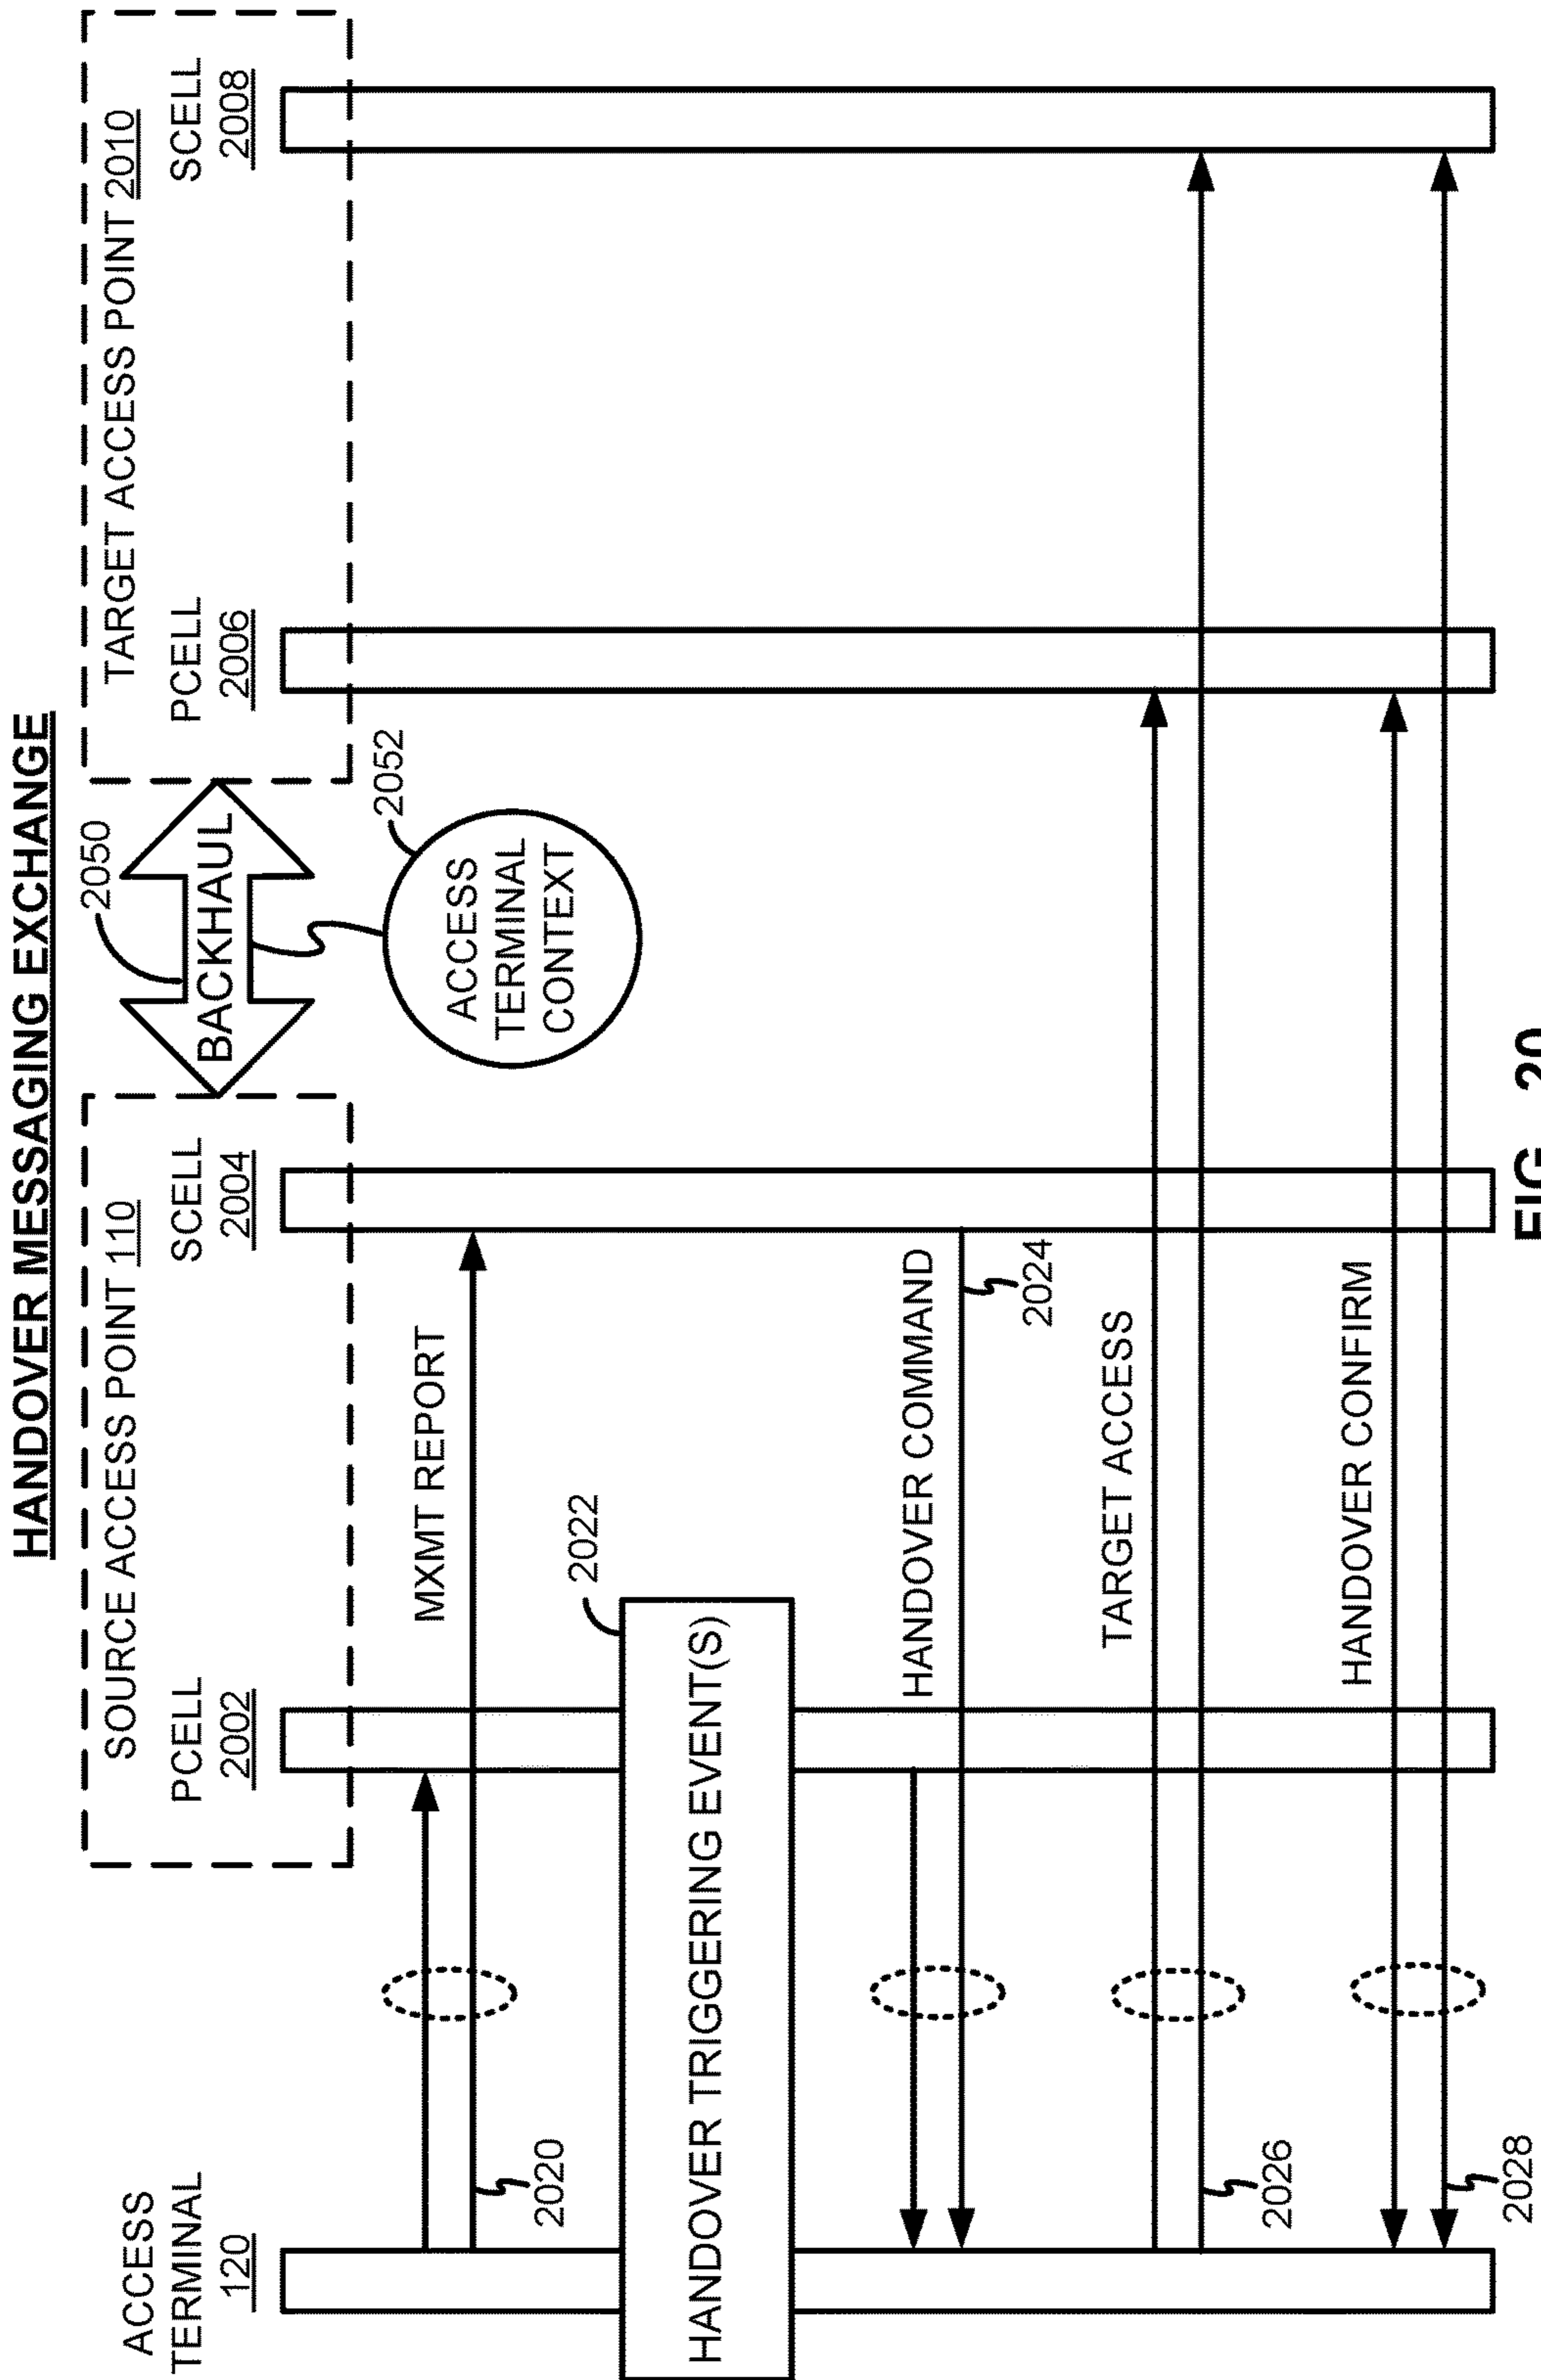 HANDOVER MESSAGING EXCHANGE
ACCESS
TERMINAL
120
SOURCE ACCESS POINT 110
PCELL
2002
SCELL
2004
2050
BACKHAUL
2052
ACCESS
TERMINAL
CONTEXT
TARGET ACCESS POINT 2010
PCELL
2006
SCELL
2008
MXMT REPORT
2020
2022
HANDOVER TRIGGERING EVENT(S)
HANDOVER COMMAND
2024
TARGET ACCESS
2026
HANDOVER CONFIRM
2028
FIG. 20